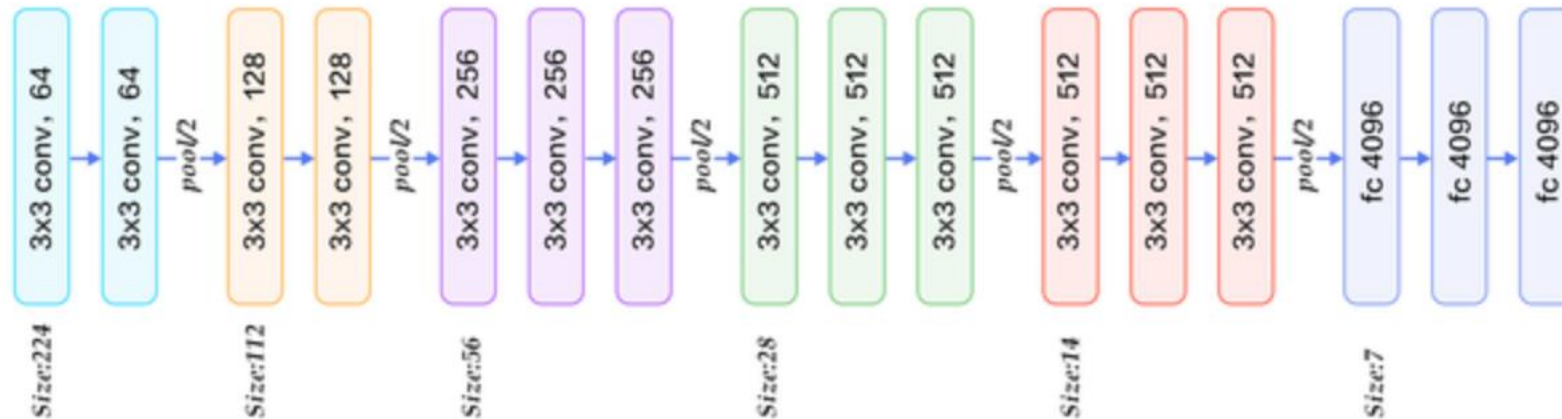 3x3 conv, 64
3x3 conv, 64
pool/2
3x3 conv, 128
3x3 conv, 128
pool/2
3x3 conv, 256
3x3 conv, 256
3x3 conv, 256
pool/2
3x3 conv, 512
3x3 conv, 512
3x3 conv, 512
pool/2
3x3 conv, 512
3x3 conv, 512
3x3 conv, 512
pool/2
fc 4096
fc 4096
fc 4096
Size:224
Size:112
Size:56
Size:28
Size:14
Size:7